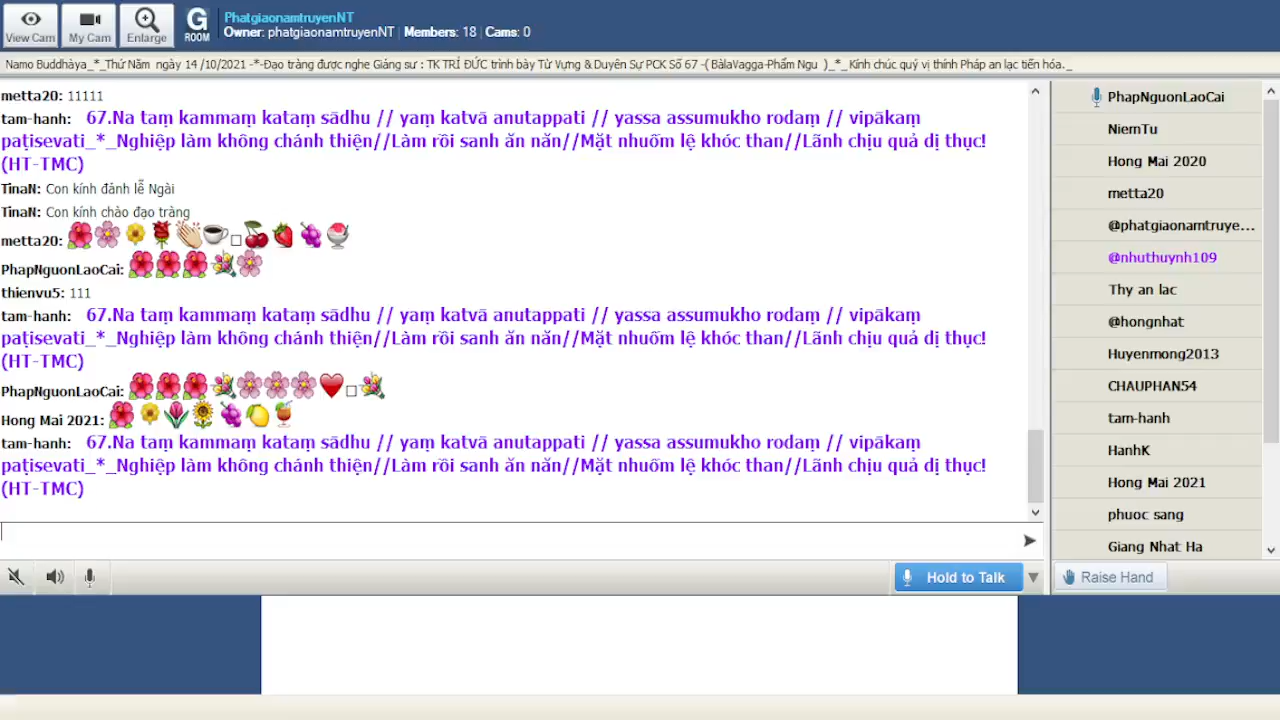 View Cam
My Cam
Enlarge
G
ROOM
PhatgiaonamtruyenNT
Owner: phatgiaonamtruyenNT | Members: 18 | Cams: 0
Namo Buddhàya_*_Thứ Năm ngày 14 /10/2021 -*-Đạo tràng được nghe Giảng sư : TK TRÍ ĐỨC trình bày Từ Vựng & Duyên Sự PCK Số 67 -( BàlaVagga-Phẩm Ngu )_*_ Kính chúc quý vị thính Pháp an lạc tiến hóa._
metta20: 11111
tam-hanh: 67.Na taṃ kammaṃ kataṃ sādhu // yaṃ katvā anutappati // yassa assumukho rodaṃ // vipākaṃ
paṭisevati_*_Nghiệp làm không chánh thiện//Làm rồi sanh ăn năn//Mặt nhuốm lệ khóc than//Lãnh chịu quả dị thục!
(HT-TMC)
TinaN: Con kính đảnh lễ Ngài
TinaN: Con kính chào đạo tràng
metta20:
PhapNguonLaoCai:
thienvu5: 111
tam-hanh: 67.Na taṃ kammaṃ kataṃ sādhu // yaṃ katvā anutappati // yassa assumukho rodaṃ // vipākaṃ
paṭisevati_*_Nghiệp làm không chánh thiện//Làm rồi sanh ăn năn//Mặt nhuốm lệ khóc than//Lãnh chịu quả dị thục!
(HT-TMC)
PhapNguonLaoCai:
Hong Mai 2021:
tam-hanh: 67.Na taṃ kammaṃ kataṃ sādhu // yaṃ katvā anutappati // yassa assumukho rodaṃ // vipākaṃ
paṭisevati_*_Nghiệp làm không chánh thiện//Làm rồi sanh ăn năn//Mặt nhuốm lệ khóc than//Lãnh chịu quả dị thục!
(HT-TMC)
Hold to Talk
PhapNguonLaoCai
NiemTu
Hong Mai 2020
metta20
@phatgiaonamtruye...
@nhuthuynh109
Thy an lac
@hongnhat
Huyenmong2013
CHAUPHAN54
tam-hanh
HanhK
Hong Mai 2021
phuoc sang
Giang Nhat Ha
Raise Hand